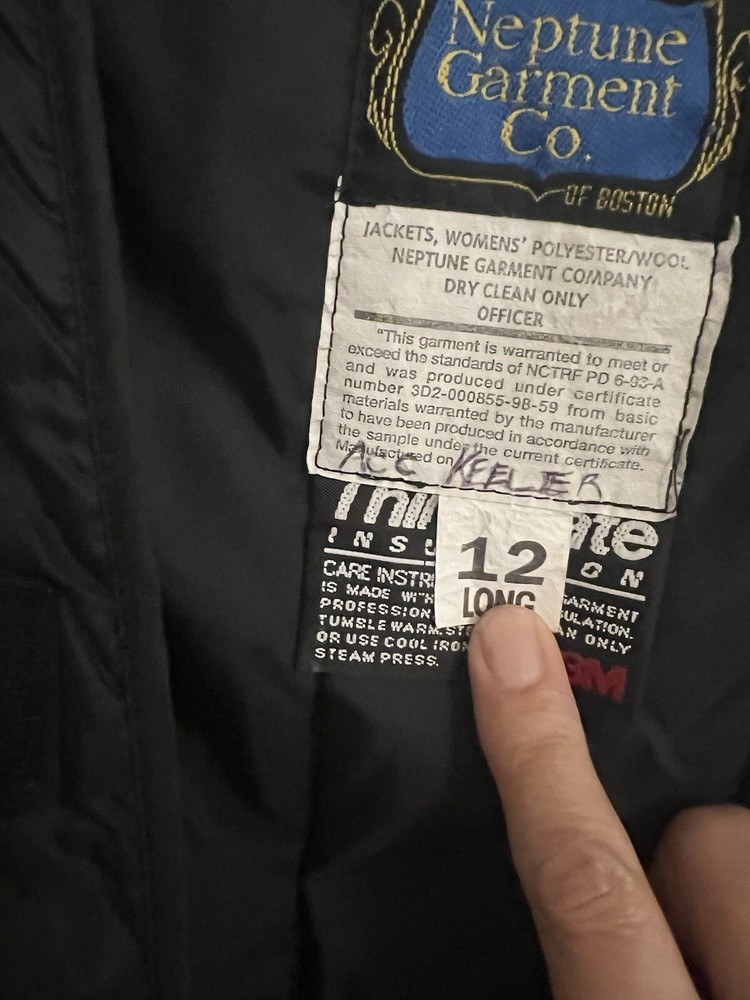 Neptune
Garment
Co.
OF BOSTON
JACKETS, WOMENS' POLYESTER/WOOL
NEPTUNE GARMENT COMPANY
DRY CLEAN ONLY
OFFICER
"This garment is warranted to meet or
exceed the standards of NCTRF PD 6-93-A
and was produced under certificate
number 3D2-000855-98-59 from basic
materials warranted by the manufacturer
to have been produced in accordance with
the sample under the current certificate.
Manufactured on
KEELER
12
LONG
CARE
IS MADE GARMENT
TUMBLE WARM ONLY
OR USE COOL IRON
STEAM PRESS.
3M